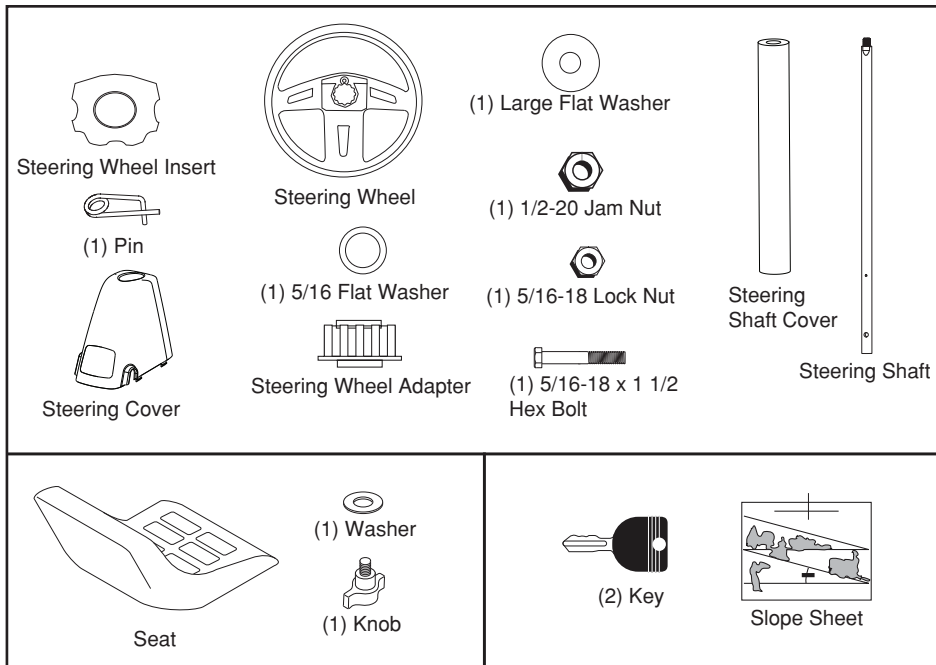 Steering Wheel Insert
(1) Pin
Steering Cover
Steering Wheel
(1) 5/16 Flat Washer
Steering Wheel Adapter
(1) Large Flat Washer
(1) 1/2-20 Jam Nut
(1) 5/16-18 Lock Nut
(1) 5/16-18 x 1 1/2
Hex Bolt
Steering
Shaft Cover
Steering Shaft
Seat
(1) Washer
(1) Knob
(2) Key
Slope Sheet